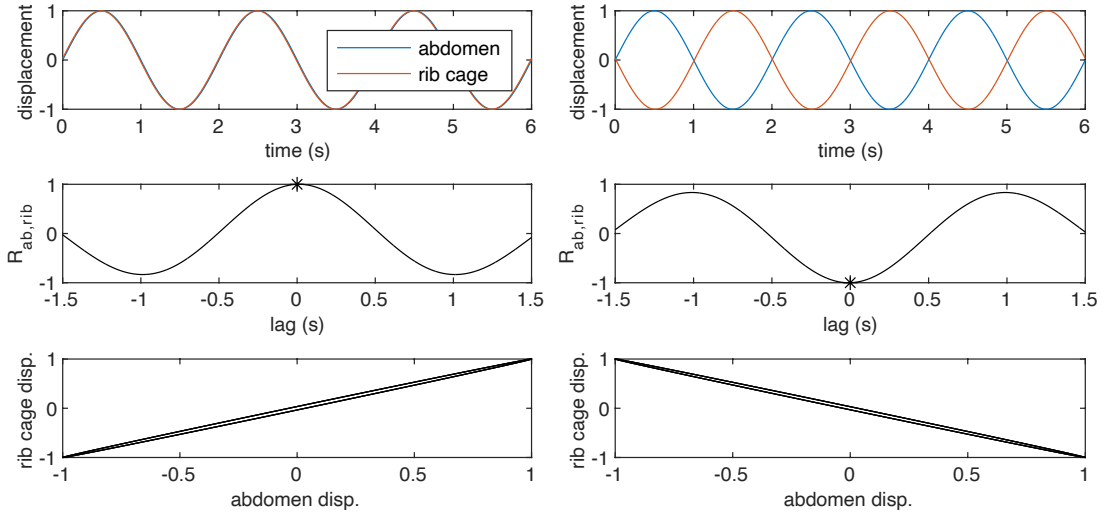 displacement
1
0
-1
abdomen
rib cage
0 1 2 3 4 5 6
time (s)
displacement
1
0
-1
0 1 2 3 4 5 6
time (s)
R ab,rib
1
0
-1
-1.5 -1 -0.5 0 0.5 1 1.5
lag (s)
R ab,rib
1
0
-1
-1.5 -1 -0.5 0 0.5 1 1.5
lag (s)
rib cage disp.
1
0
-1
-1 -0.5 0 0.5 1
abdomen disp.
rib cage disp.
1
0
-1
-1 -0.5 0 0.5 1
abdomen disp.